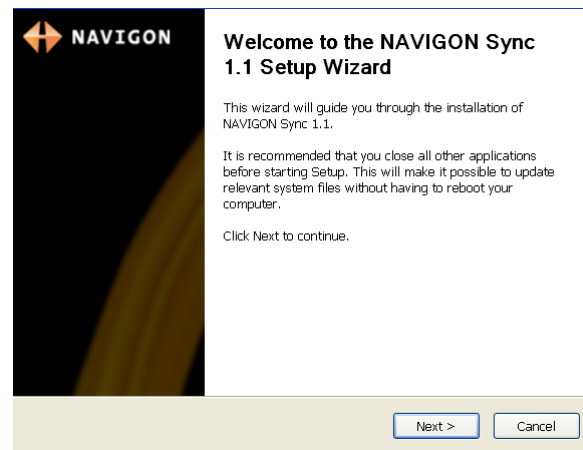 NAVIGON
Welcome to the NAVIGON Sync
1.1 Setup Wizard
This wizard will guide you through the installation of
NAVIGON Sync 1.1.
It is recommended that you close all other applications
before starting Setup. This will make it possible to update
relevant system files without having to reboot your
computer.
Click Next to continue.
Next >
Cancel